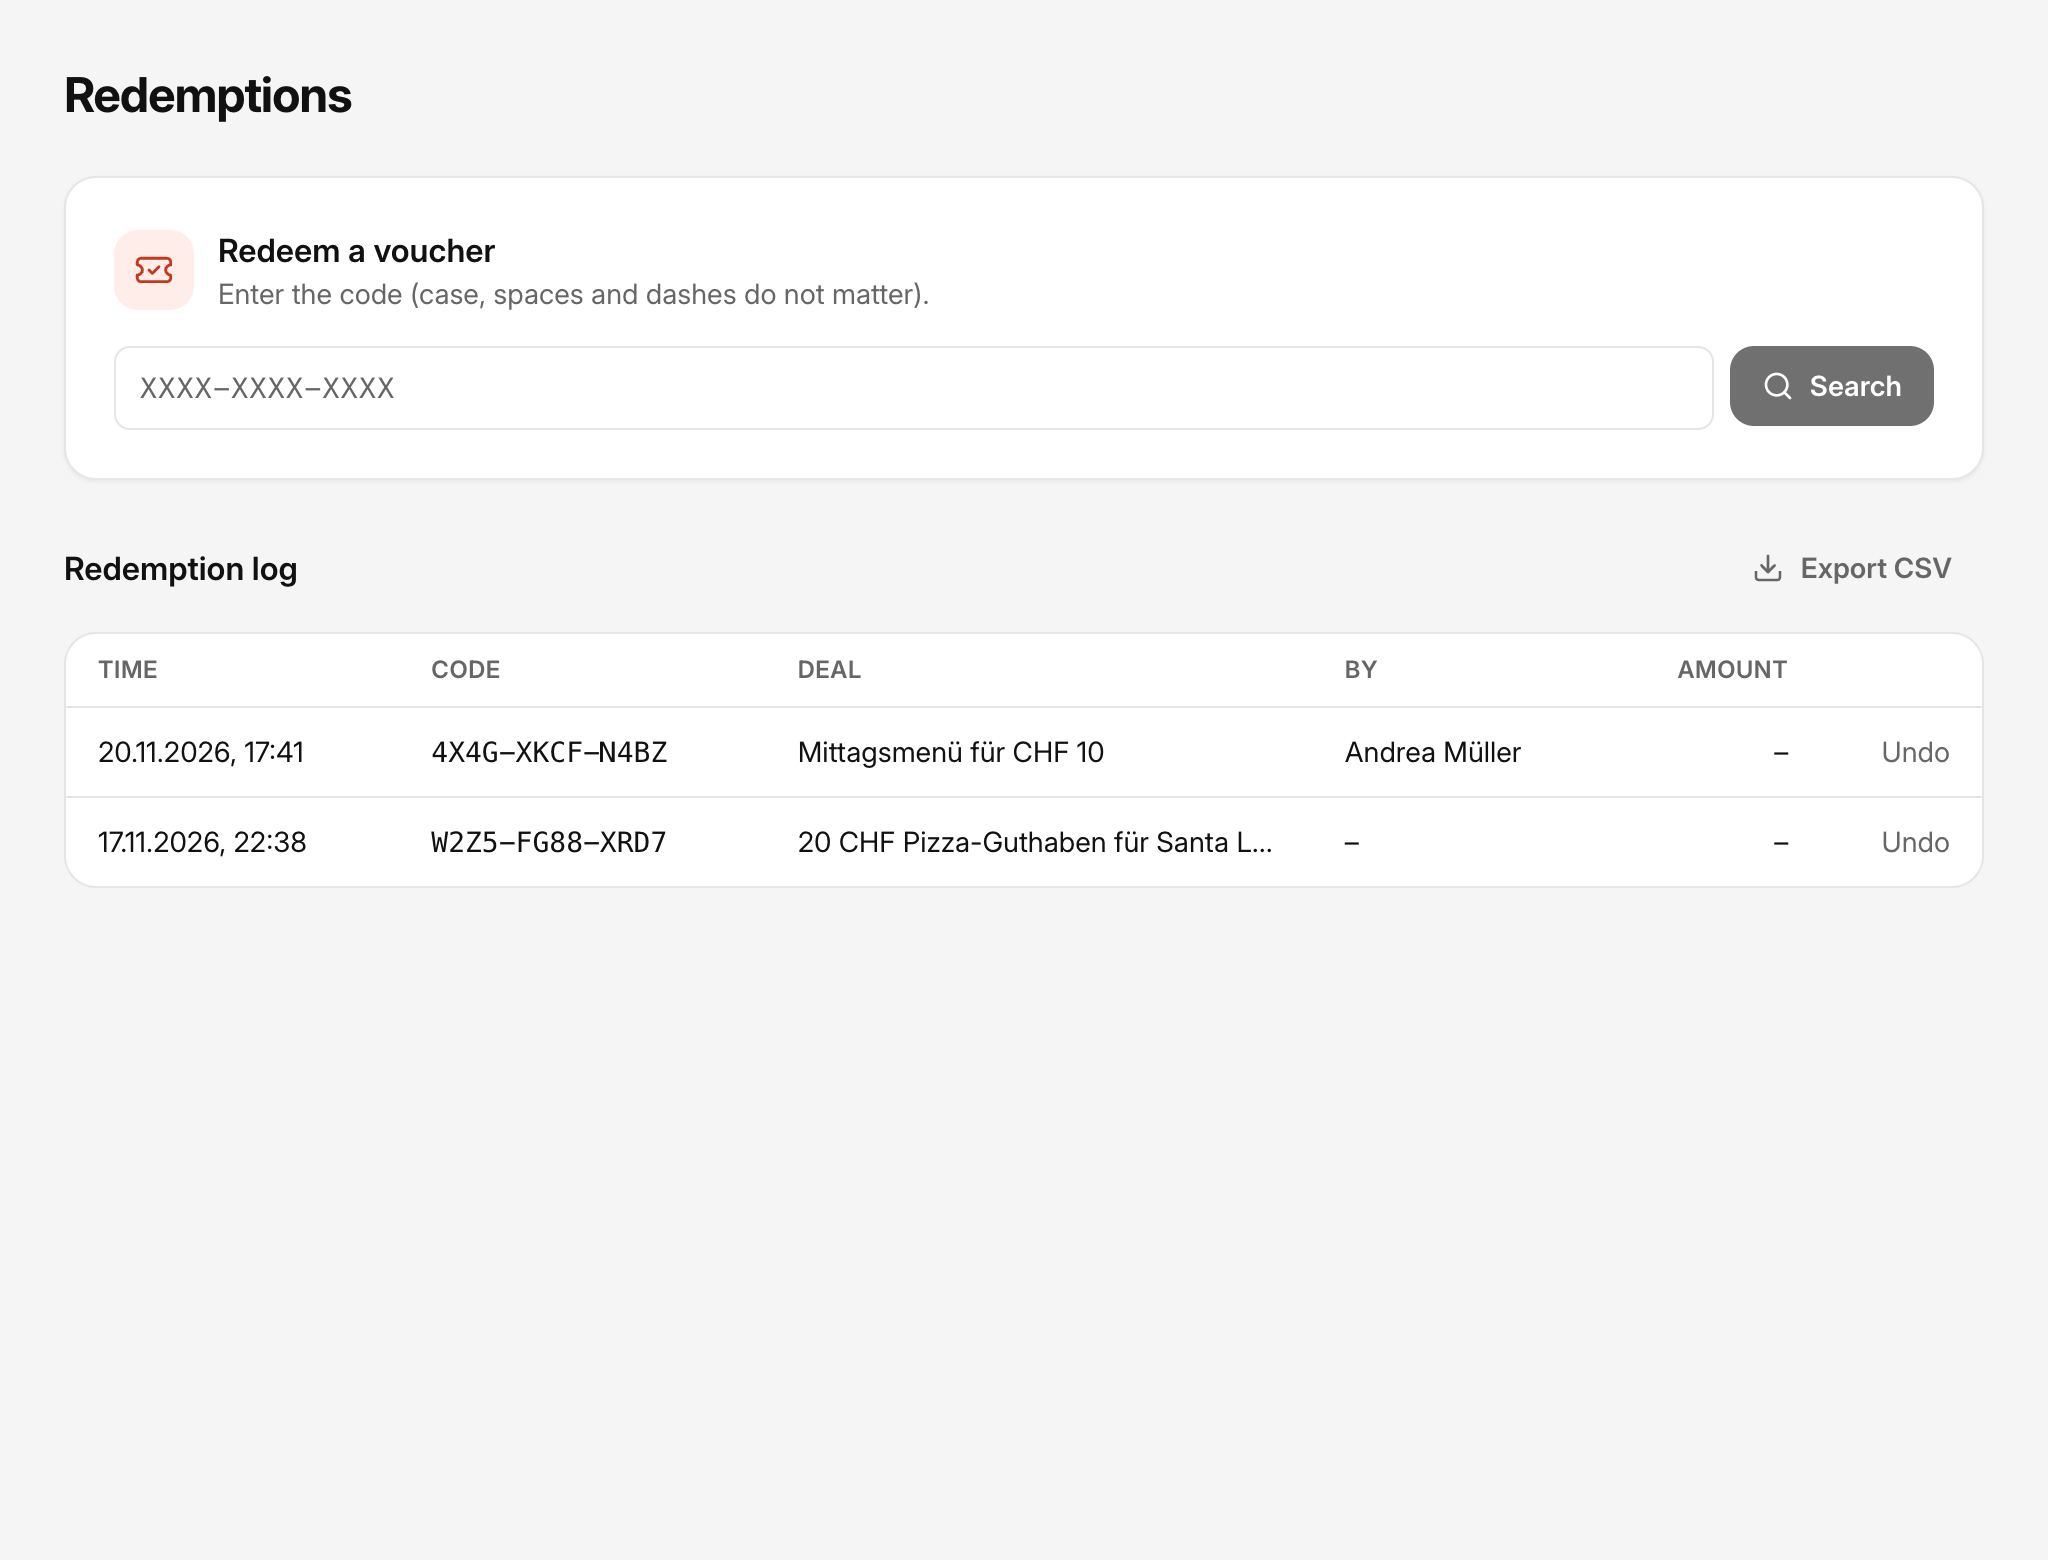 Redemptions
Redeem a voucher
Enter the code (case, spaces and dashes do not matter).
XXXX–XXXX–XXXX
Search
Redemption log
Export CSV
TIME CODE DEAL BY AMOUNT
20.11.2026, 17:41 4X4G–XKCF–N4BZ Mittagsmenü für CHF 10 Andrea Müller – Undo
17.11.2026, 22:38 W2Z5–FG88–XRD7 20 CHF Pizza-Guthaben für Santa L... – – Undo